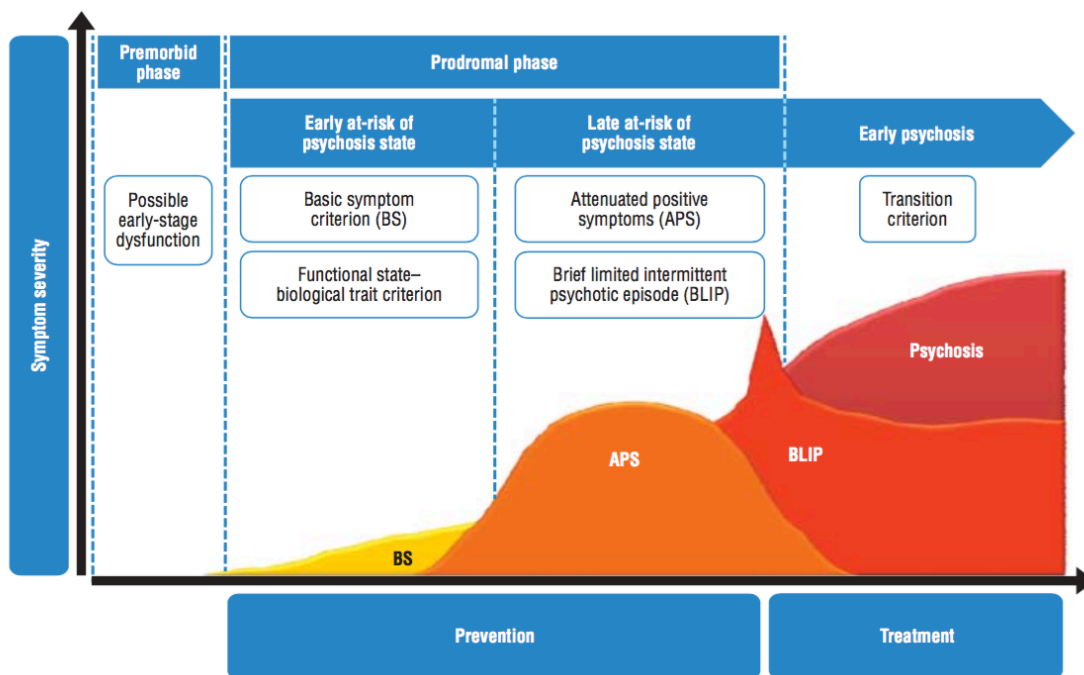 Premorbid
phase
Prodromal phase
Early at-risk of
psychosis state
Late at-risk of
psychosis state
Early psychosis
Possible
early-stage
dysfunction
Basic symptom
criterion (BS)
Attenuated positive
symptoms (APS)
Transition
criterion
Functional state–
biological trait criterion
Brief limited intermittent
psychotic episode (BLIP)
Symptom severity
Psychosis
APS
BLIP
BS
Prevention
Treatment